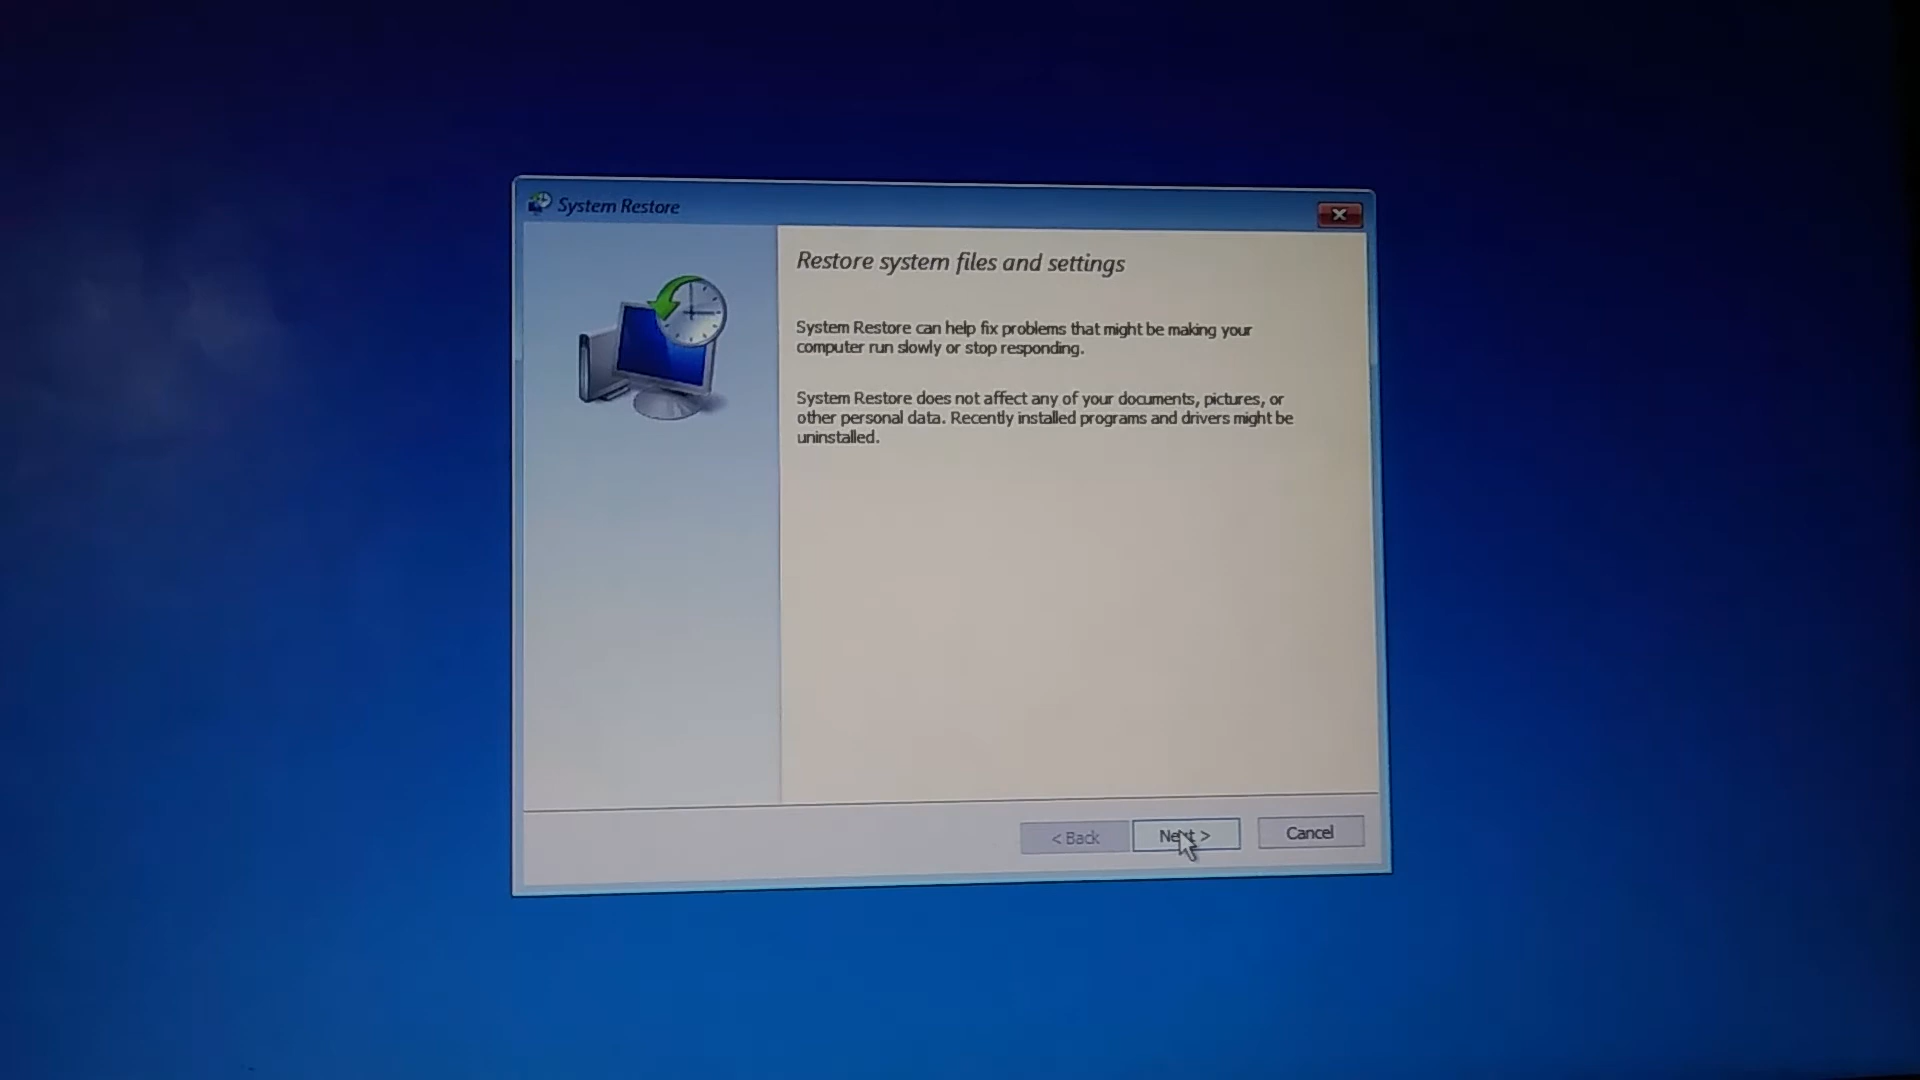 System Restore
Restore system files and settings
System Restore can help fix problems that might be making your
computer run slowly or stop responding.
System Restore does not affect any of your documents, pictures, or
other personal data. Recently installed programs and drivers might be
uninstalled.
< Back
Next >
Cancel